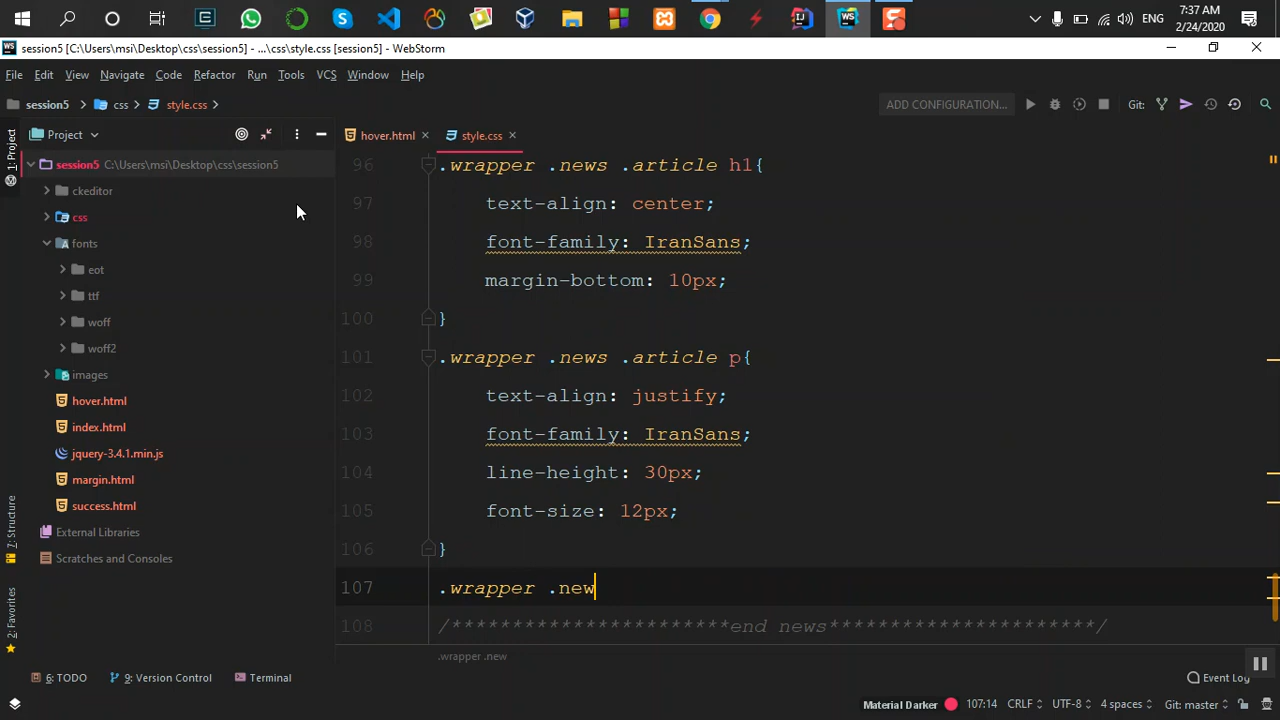 ENG
7:37 AM
2/24/2020
session5 [C:\Users\msi\Desktop\css\session5] - ...\css\style.css [session5] - WebStorm
File Edit View Navigate Code Refactor Run Tools VCS Window Help
session5 css style.css
ADD CONFIGURATION... Git:
1: Project
Project
hover.html style.css
session5 C:\Users\msi\Desktop\css\session5
ckeditor
css
fonts
eot
ttf
woff
woff2
images
hover.html
index.html
jquery-3.4.1.min.js
margin.html
success.html
External Libraries
Scratches and Consoles
7: Structure
2: Favorites
96 .wrapper .news .article h1{
97 text-align: center;
98 font-family: IranSans;
99 margin-bottom: 10px;
100 }
101 .wrapper .news .article p{
102 text-align: justify;
103 font-family: IranSans;
104 line-height: 30px;
105 font-size: 12px;
106 }
107 .wrapper .new
108 /***********************end news**********************/
.wrapper .new
6: TODO 9: Version Control Terminal Event Log
Material Darker 107:14 CRLF UTF-8 4 spaces Git: master